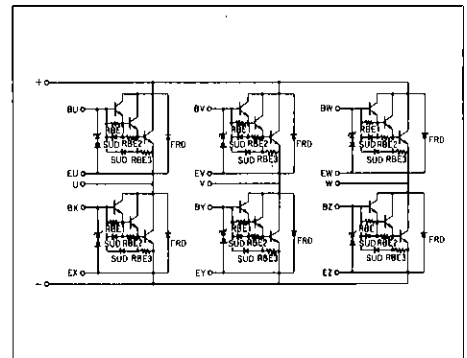 +
BU BV BW
RBE1 RBE1 RBE1
SUD RBE2 SUD RBE2 SUD RBE2
FRD FRD FRD
SUD RBE3 SUD RBE3 SUD RBE3
EU EV EW
U V W
BX BY BZ
RBE1 RBE1 RBE1
SUD RBE2 SUD RBE2 SUD RBE2
FRD FRD FRD
SUD RBE3 SUD RBE3 SUD RBE3
EX EY EZ
-